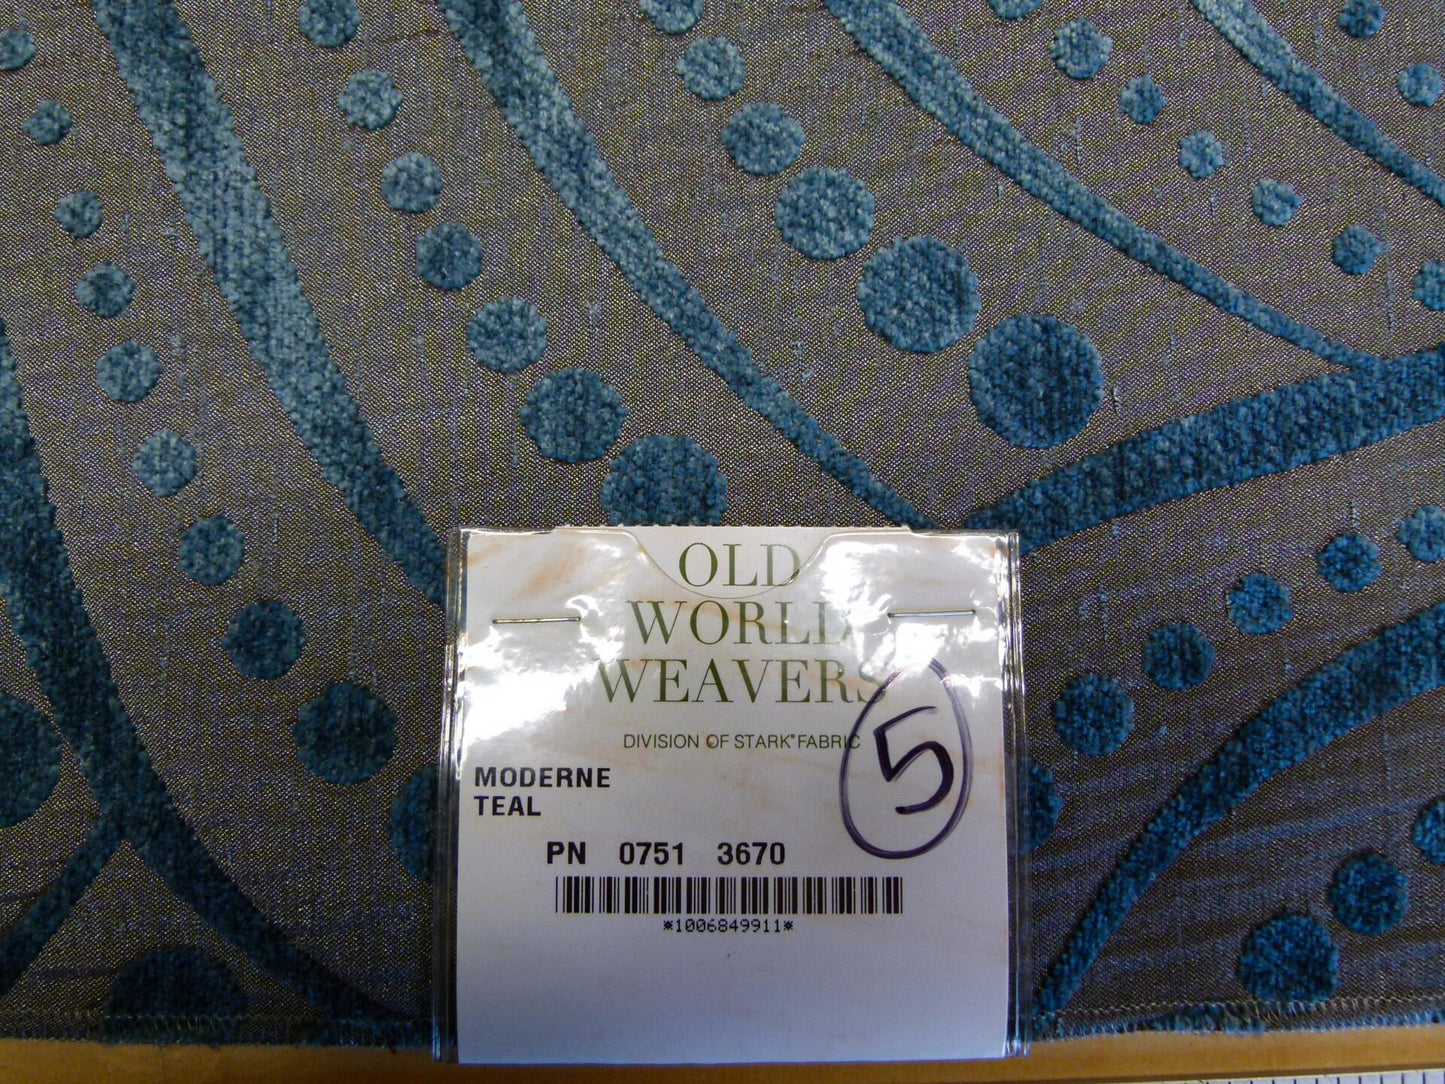 OLD
WORLD
WEAVERS
DIVISION OF STARK® FABRIC
5
MODERNE
TEAL
PN 0751 3670
*1006849911*